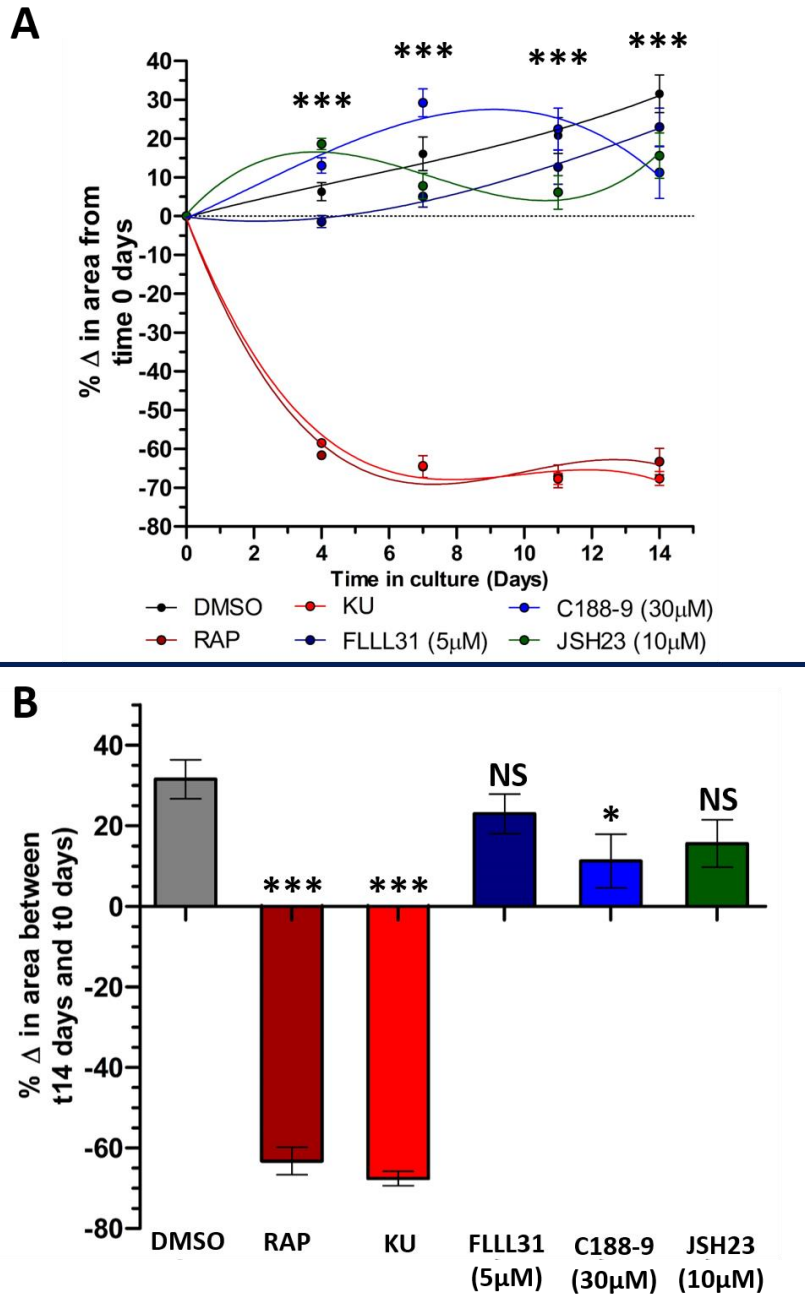 A
***
***
***
***
40
30
20
10
0
-10
-20
-30
-40
-50
-60
-70
-80
% Δ in area from
time 0 days
0 2 4 6 8 10 12 14
Time in culture (Days)
DMSO KU C188-9 (30μM)
RAP FLLL31 (5μM) JSH23 (10μM)
B
40
20
0
-20
-40
-60
-80
% Δ in area between
t14 days and t0 days)
*** *** NS * NS
DMSO RAP KU FLLL31 C188-9 JSH23
(5μM) (30μM) (10μM)